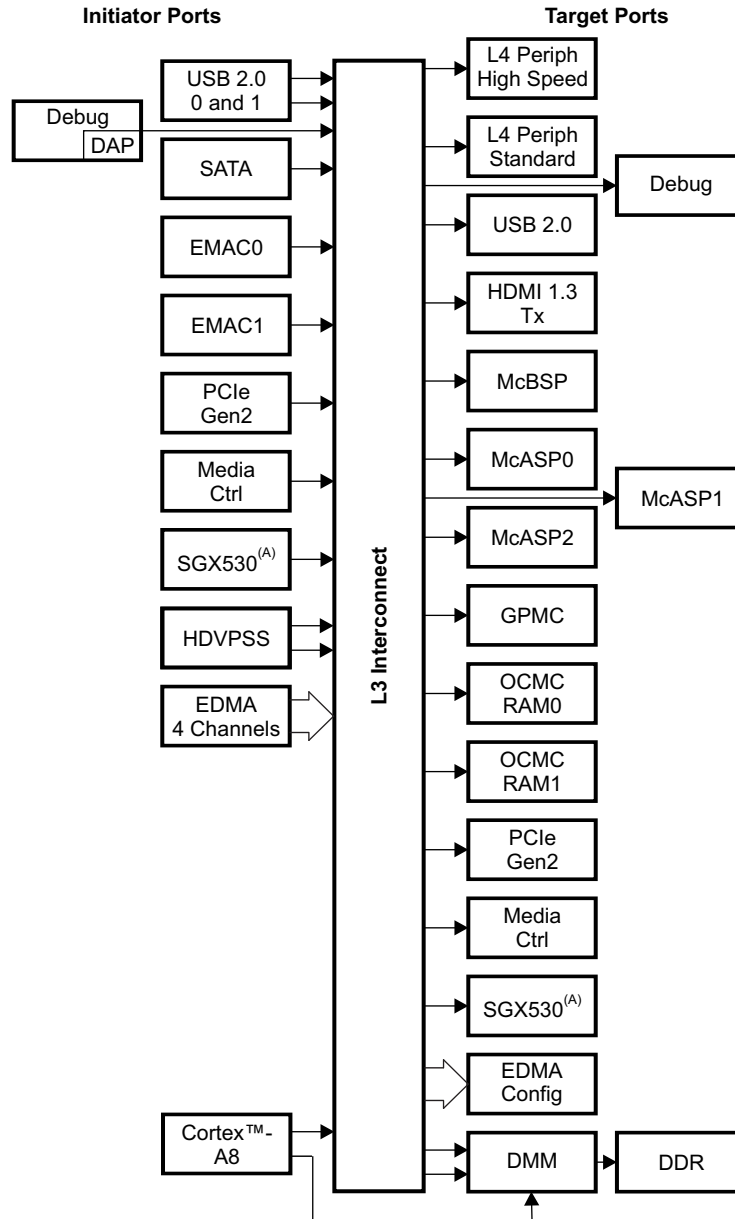 Initiator Ports
Target Ports
USB 2.0
0 and 1
Debug
DAP
SATA
EMAC0
EMAC1
PCIe
Gen2
Media
Ctrl
SGX530(A)
HDVPSS
EDMA
4 Channels
Cortex™-
A8
L3 Interconnect
L4 Periph
High Speed
L4 Periph
Standard
Debug
USB 2.0
HDMI 1.3
Tx
McBSP
McASP0
McASP1
McASP2
GPMC
OCMC
RAM0
OCMC
RAM1
PCIe
Gen2
Media
Ctrl
SGX530(A)
EDMA
Config
DMM
DDR